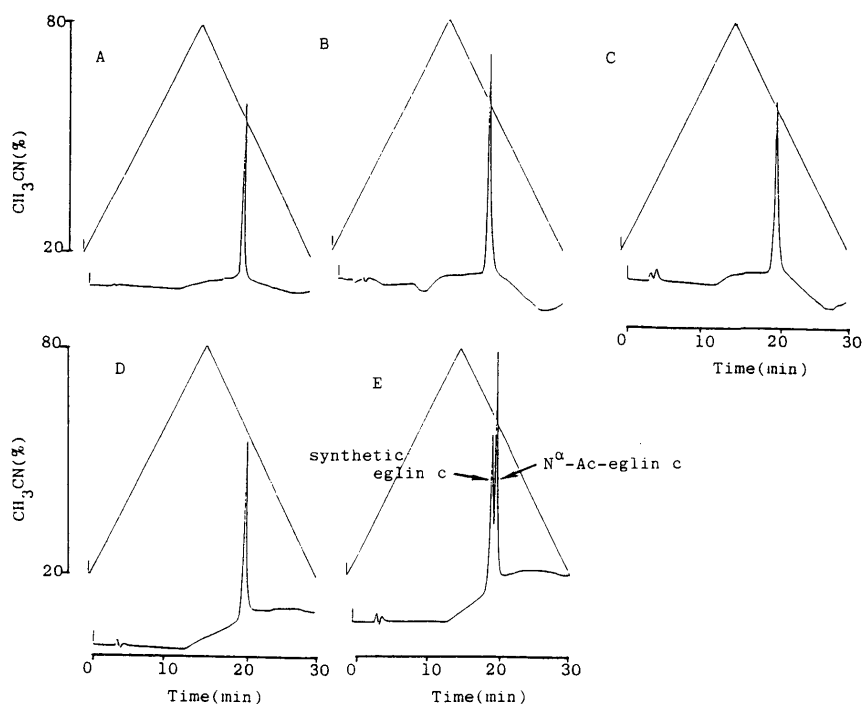 80
A
B
C
CH₃CN(%)
20
0 10 20 30
Time(min)
80
D
E
synthetic
eglin c
Nᵅ-Ac-eglin c
CH₃CN(%)
20
0 10 20 30
Time(min)
0 10 20 30
Time(min)